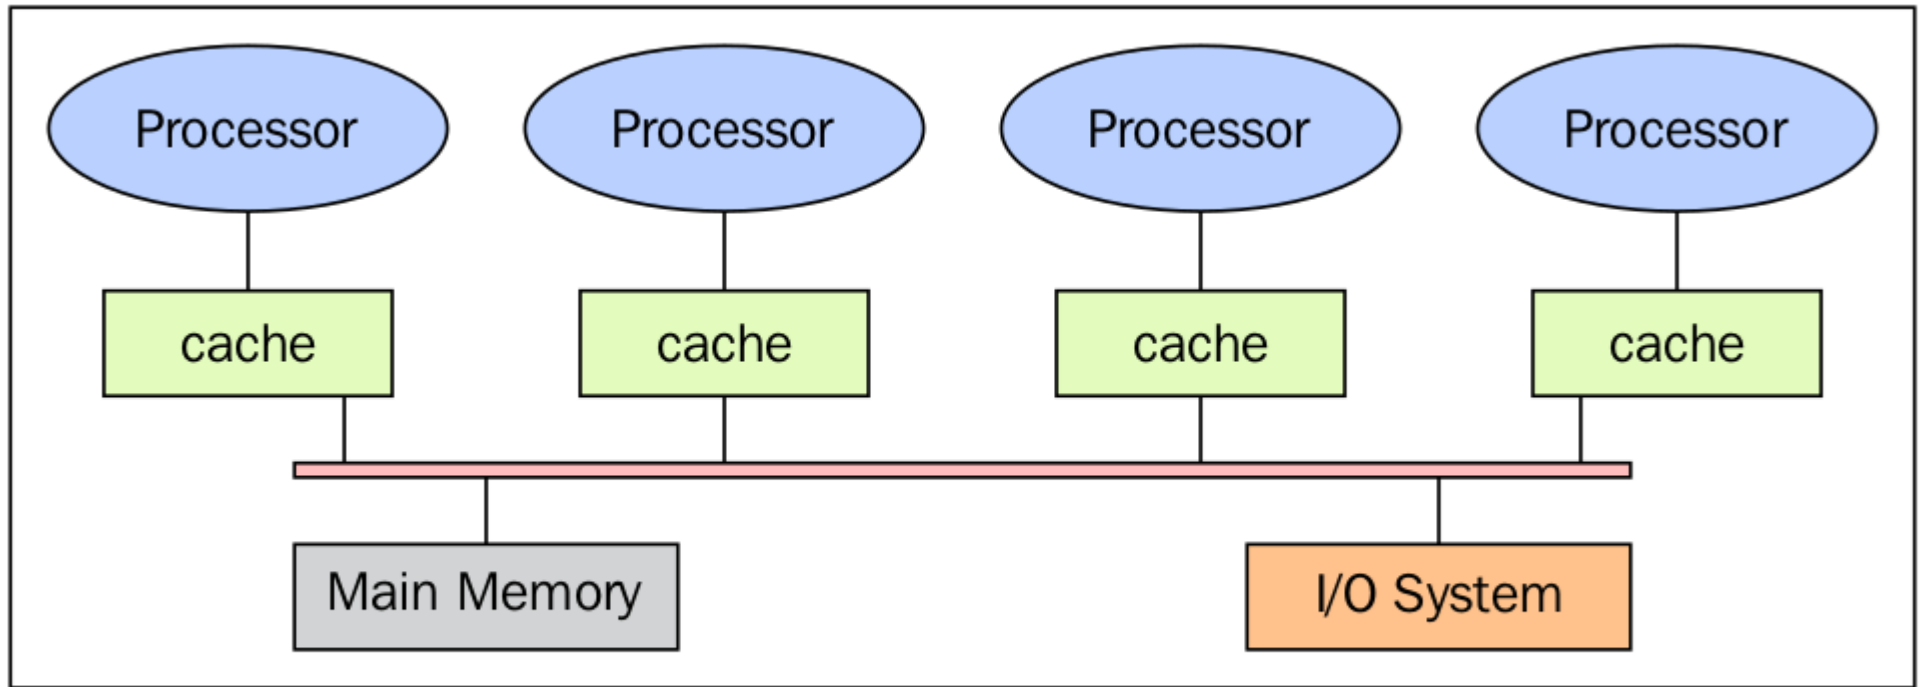 Processor
Processor
Processor
Processor
cache
cache
cache
cache
Main Memory
I/O System